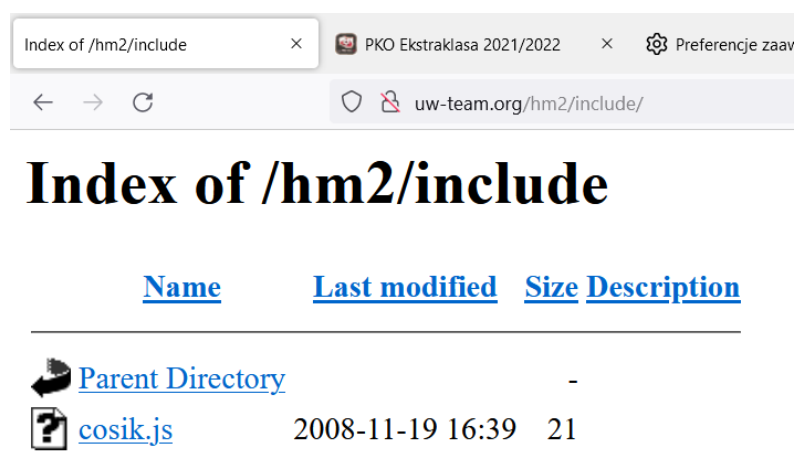 Index of /hm2/include × PKO Ekstraklasa 2021/2022 × Preferencje zaaw
uw-team.org/hm2/include/
Index of /hm2/include
Name Last modified Size Description
Parent Directory -
cosik.js 2008-11-19 16:39 21